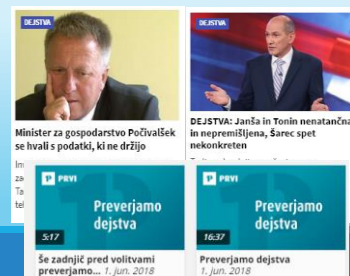 DEJSTVA
Minister za gospodarstvo Počivalšek
se hvali s podatki, ki ne držijo
DEJSTVA
DEJSTVA: Janša in Tonin nenatančna
in nepremišljena, Šarec spet
nekonkreten
PRVI
Preverjamo
dejstva
5:17
Še zadnjič pred volitvami
preverjamo... 1. jun. 2018
PRVI
Preverjamo
dejstva
16:37
Preverjamo dejstva
1. jun. 2018